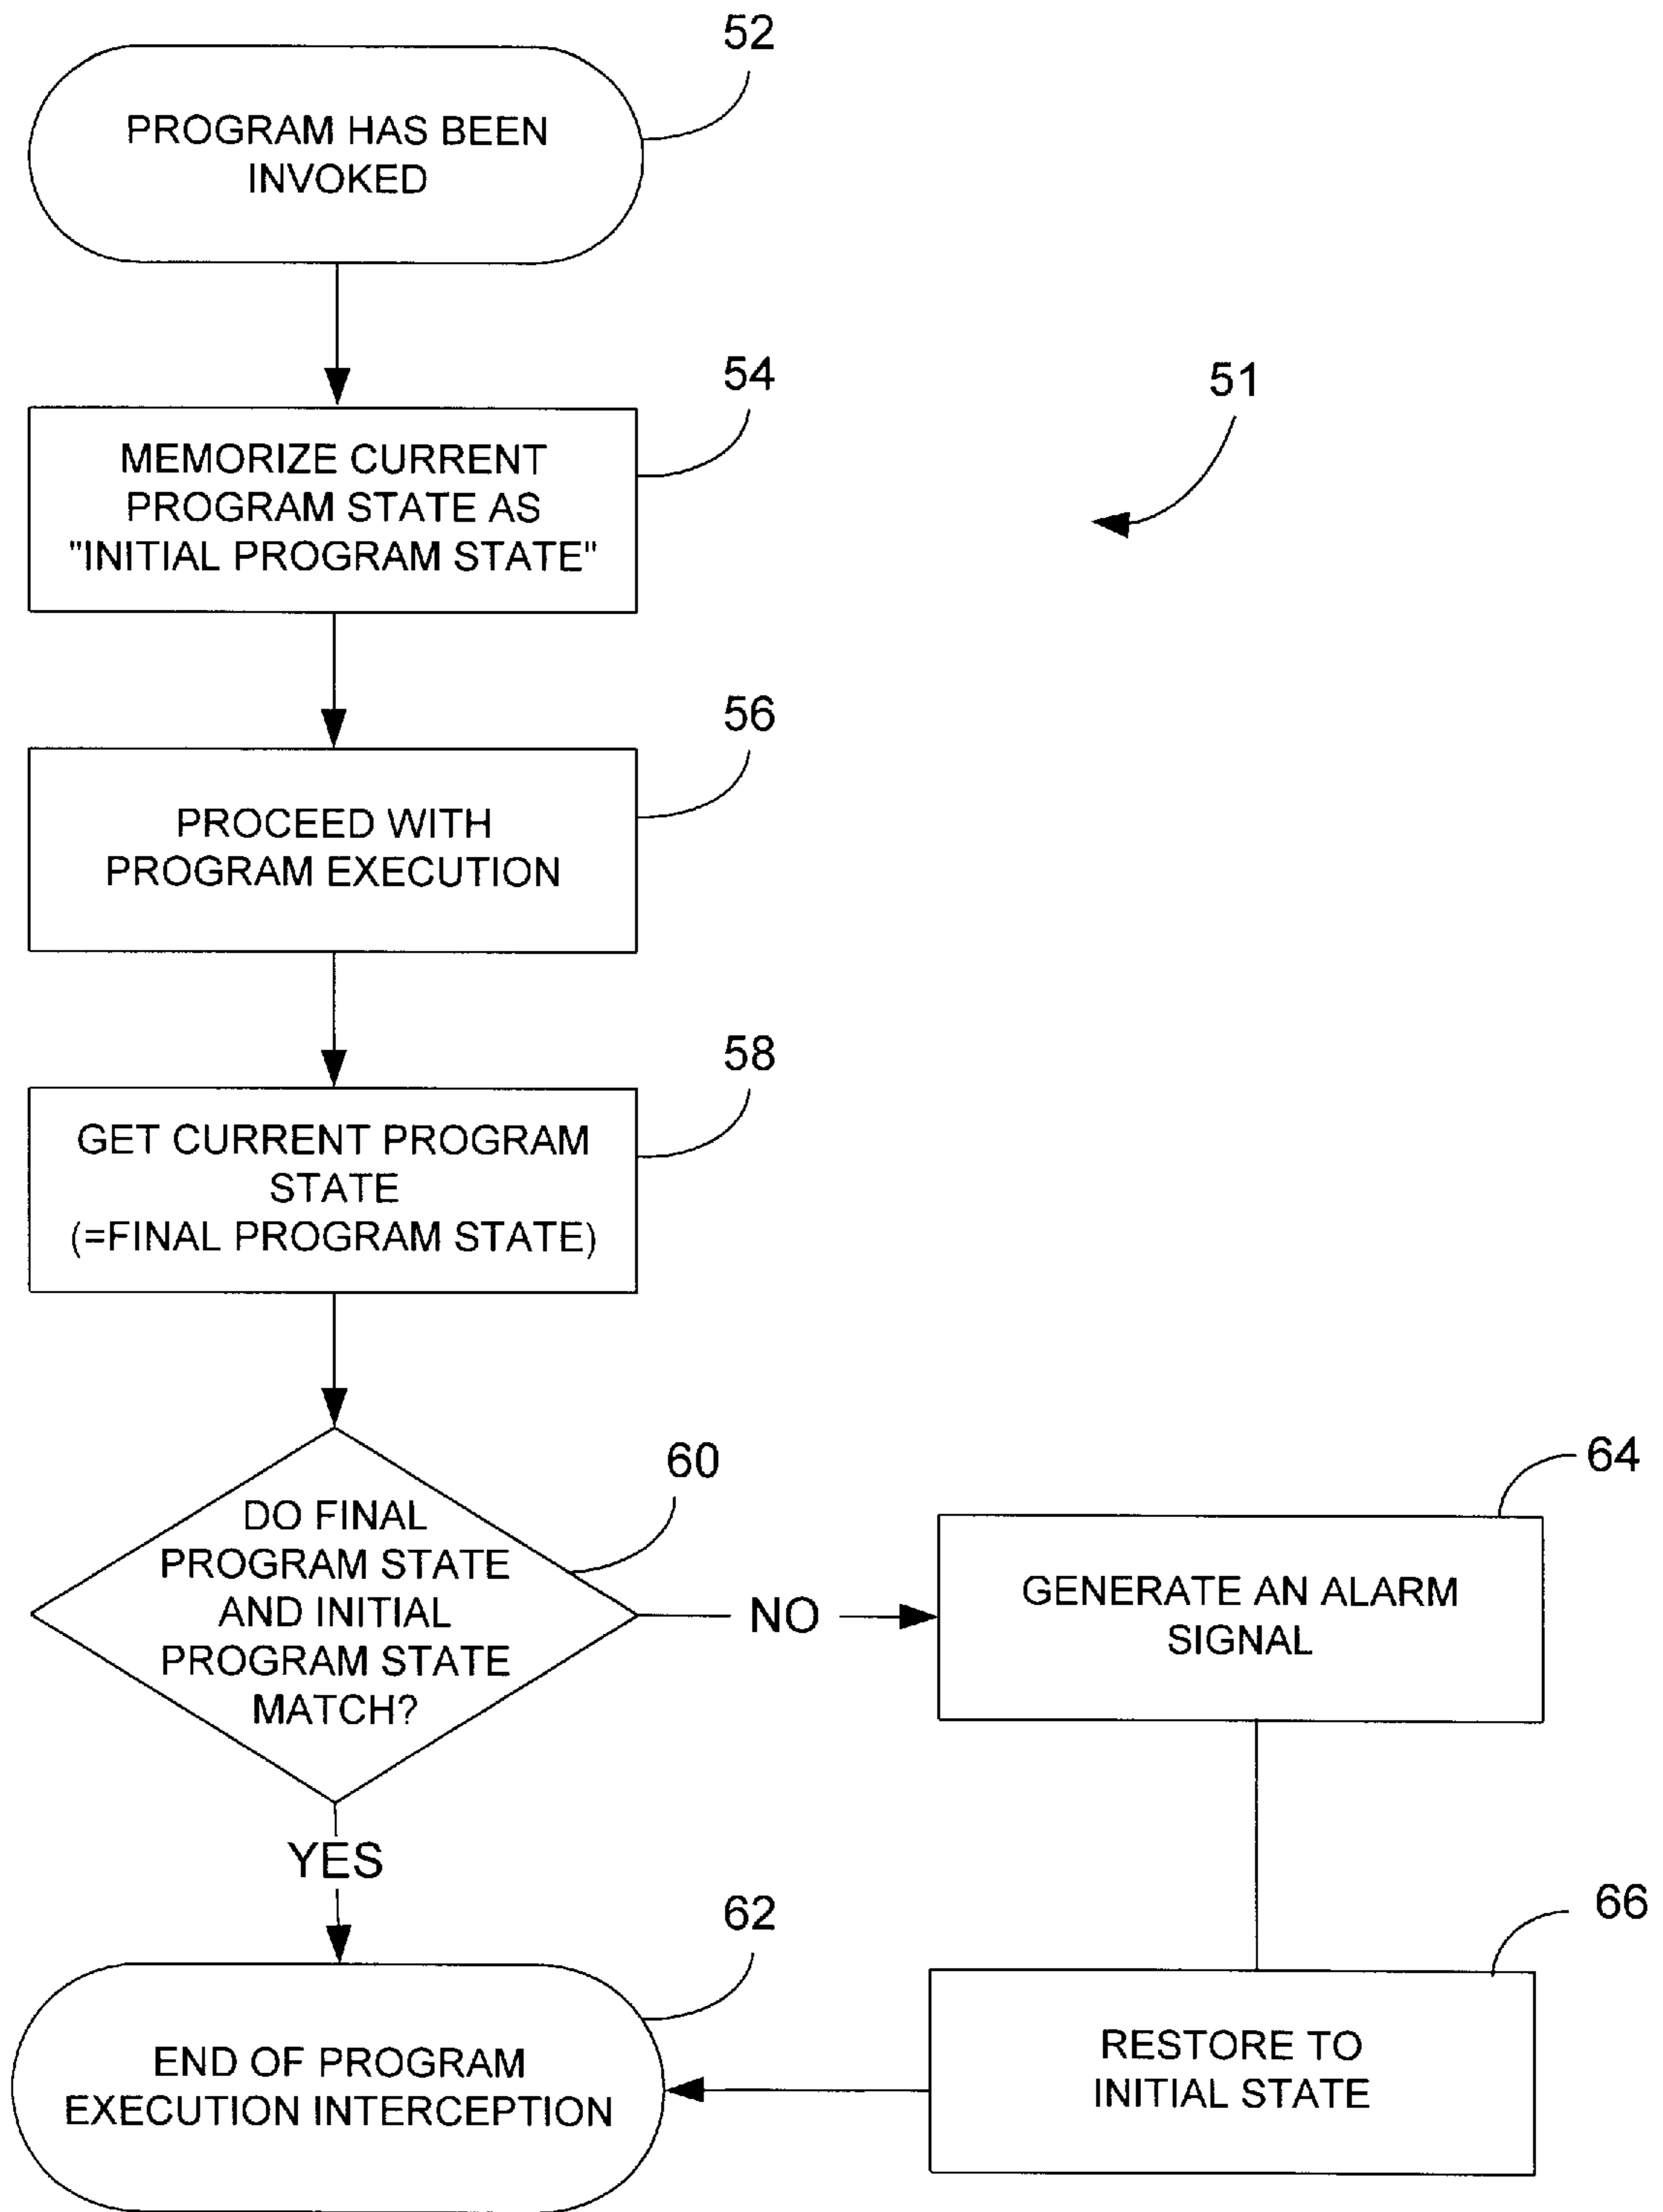 52
PROGRAM HAS BEEN
INVOKED
54
51
MEMORIZE CURRENT
PROGRAM STATE AS
"INITIAL PROGRAM STATE"
56
PROCEED WITH
PROGRAM EXECUTION
58
GET CURRENT PROGRAM
STATE
(=FINAL PROGRAM STATE)
60
64
DO FINAL
PROGRAM STATE
AND INITIAL
PROGRAM STATE
MATCH?
NO
GENERATE AN ALARM
SIGNAL
YES
62
66
END OF PROGRAM
EXECUTION INTERCEPTION
RESTORE TO
INITIAL STATE